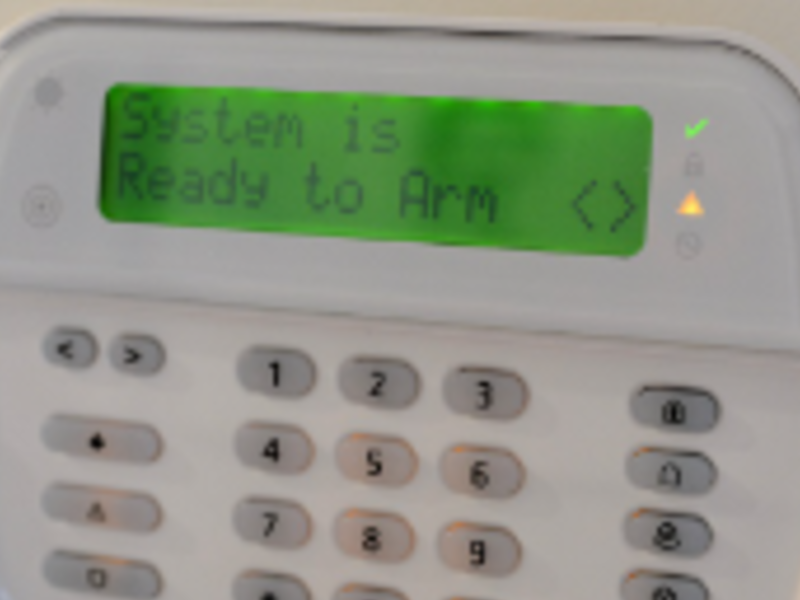 System is
Ready to Arm <>
< > 1 2 3
4 5 6
7 8 9